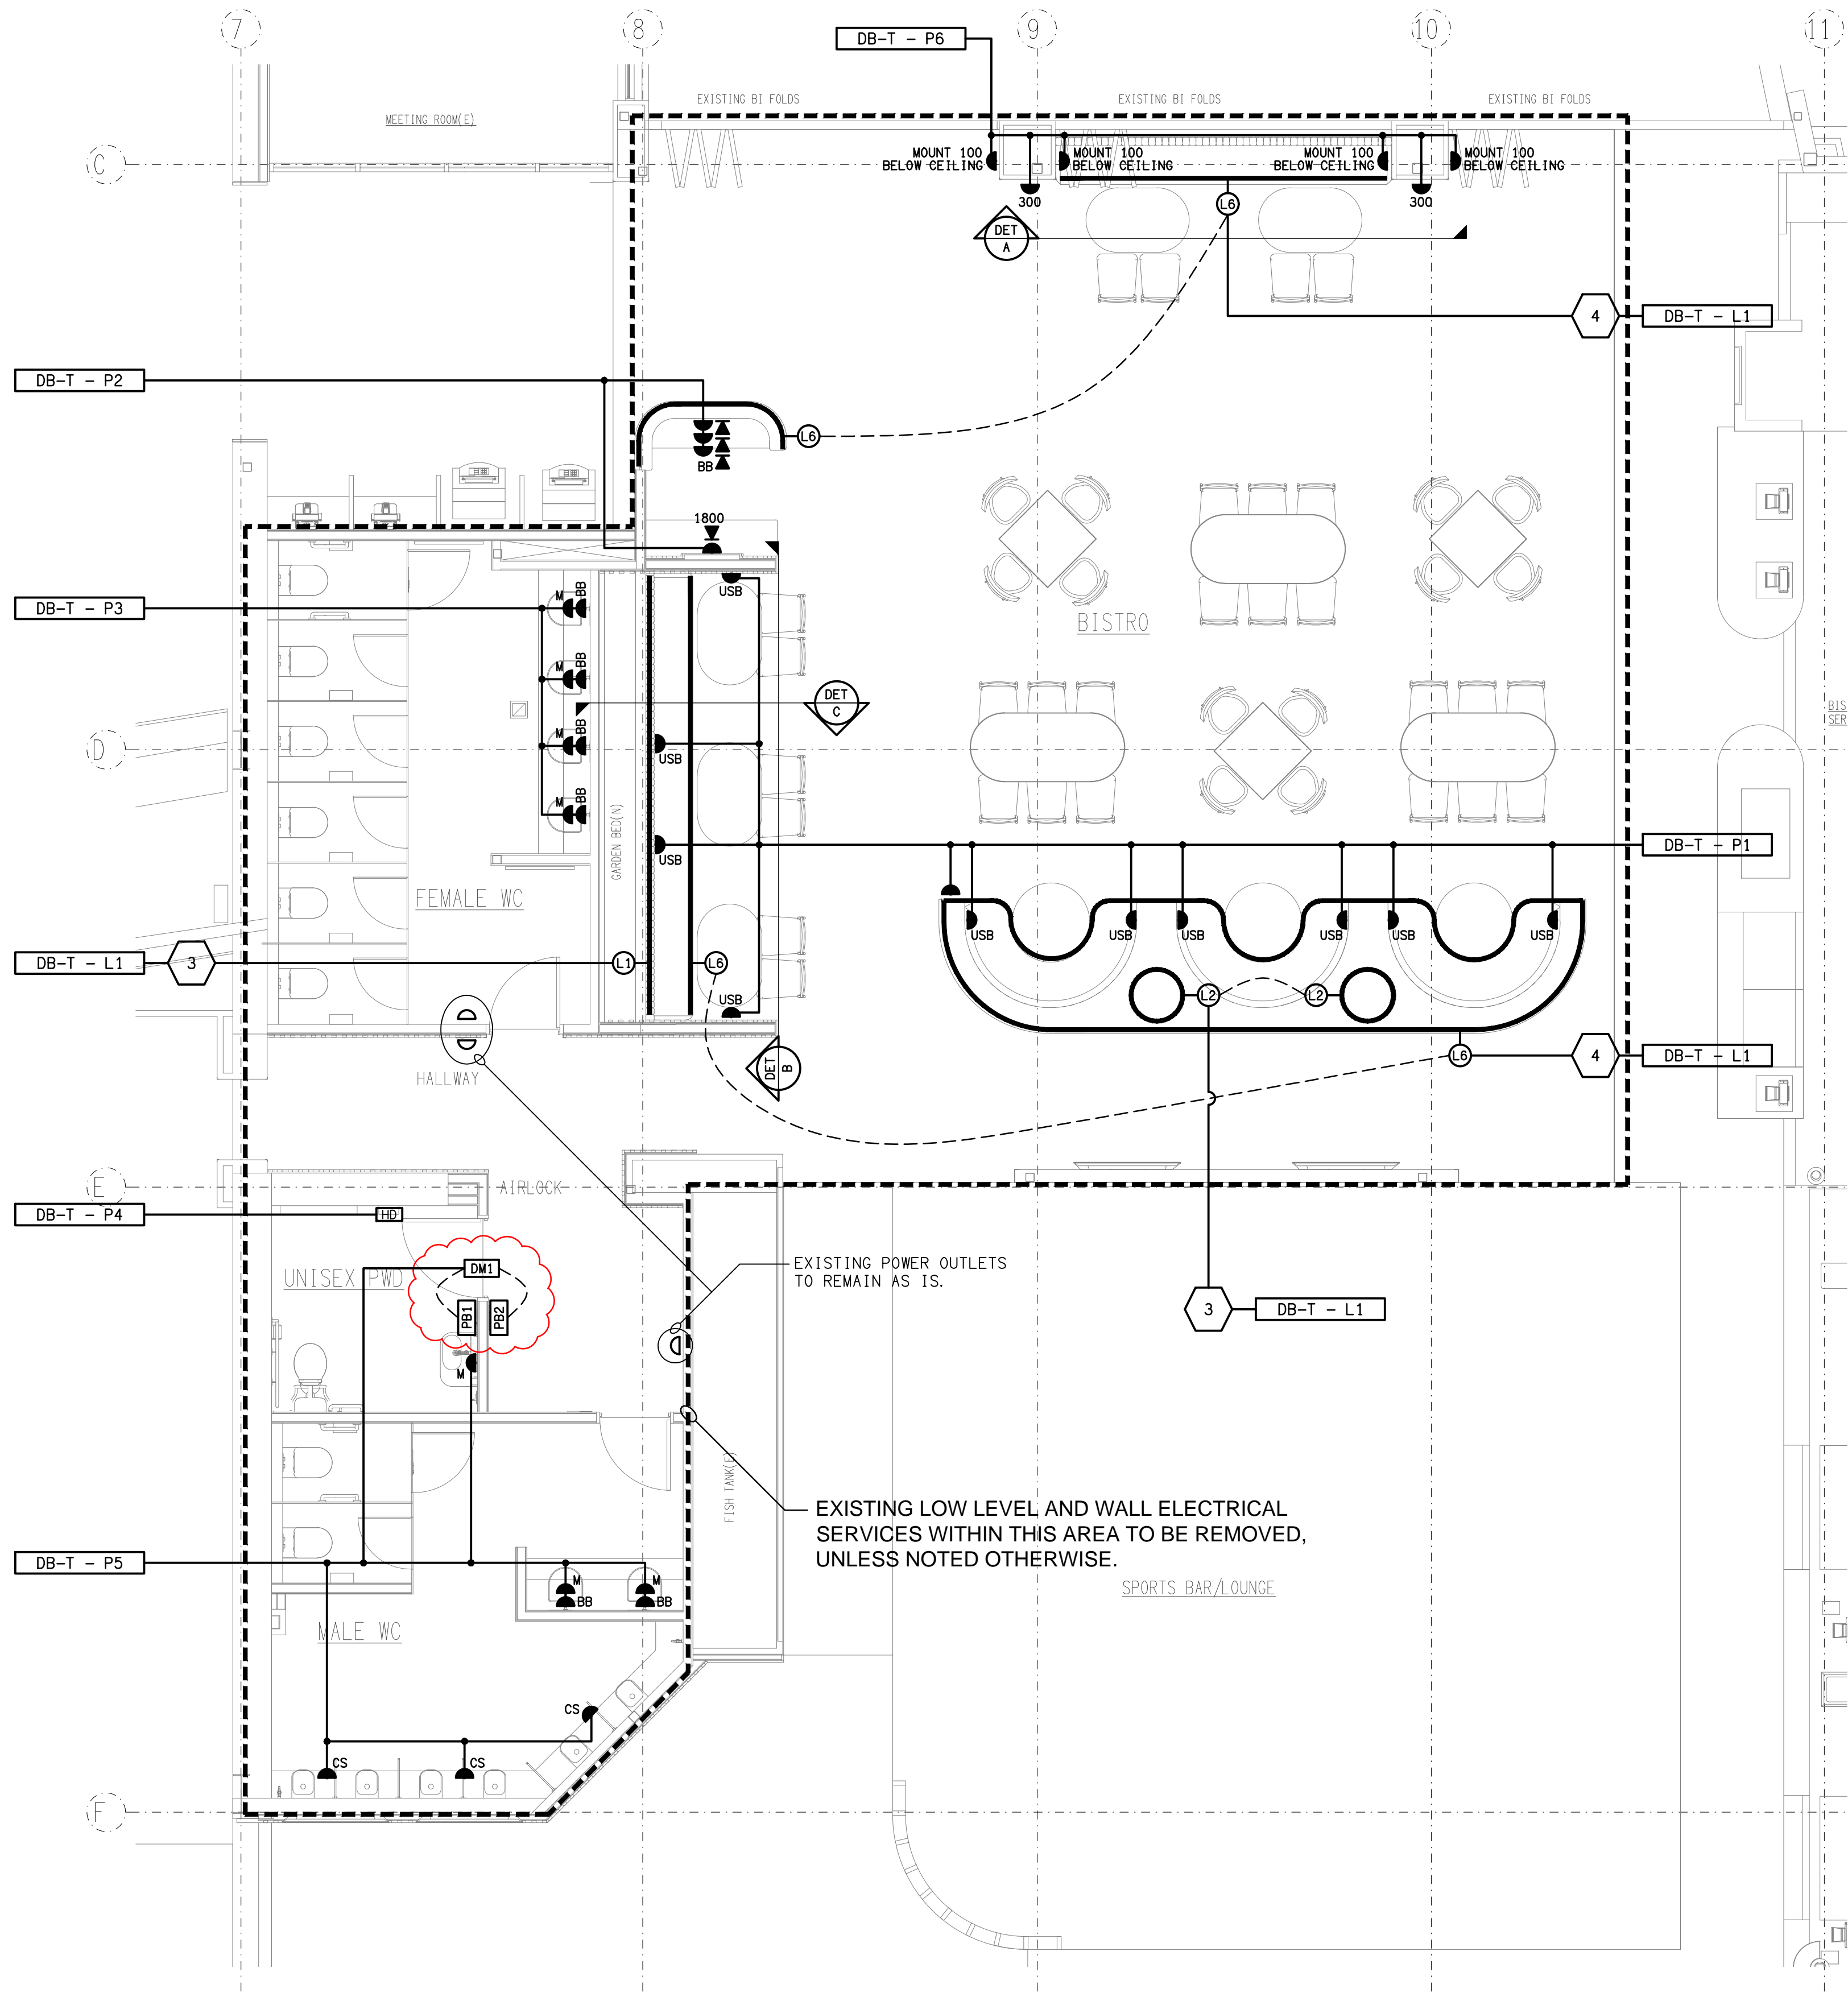 7
8
9
10
11
DB-T - P6
EXISTING BI FOLDS
EXISTING BI FOLDS
EXISTING BI FOLDS
MEETING ROOM(E)
C
MOUNT 100
BELOW CEILING
MOUNT 100
BELOW CEILING
MOUNT 100
BELOW CEILING
MOUNT 100
BELOW CEILING
300
300
L6
DET
A
4
DB-T - L1
DB-T - P2
L6
BB
1800
DB-T - P3
M
BB
USB
BISTRO
M
BB
DET
C
M
BB
D
USB
BIS
SER
M
BB
GARDEN BED(N)
USB
DB-T - P1
FEMALE WC
USB
USB
USB
USB
USB
USB
DB-T - L1
3
L1
L6
USB
L2
L2
HALLWAY
DET
B
L6
4
DB-T - L1
E
AIRLOCK
DB-T - P4
HD
UNISEX PWD
DM1
PB1
PB2
M
EXISTING POWER OUTLETS
TO REMAIN AS IS.
3
DB-T - L1
FISH TANK(E)
EXISTING LOW LEVEL AND WALL ELECTRICAL
SERVICES WITHIN THIS AREA TO BE REMOVED,
UNLESS NOTED OTHERWISE.
DB-T - P5
M
BB
M
BB
SPORTS BAR/LOUNGE
MALE WC
CS
CS
CS
F